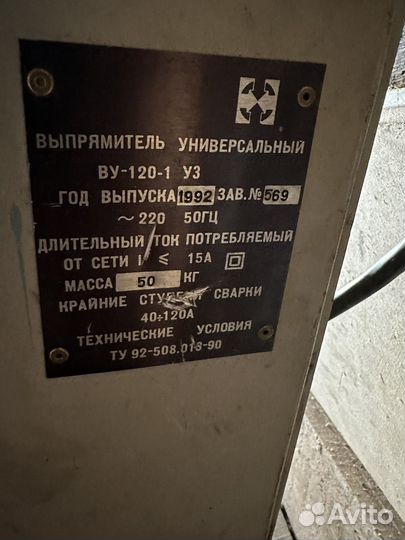 ВЫПРЯМИТЕЛЬ УНИВЕРСАЛЬНЫЙ
ВУ-120-1 У3
ГОД ВЫПУСКА 1992 ЗАВ.№ 569
~ 220 50ГЦ
ДЛИТЕЛЬНЫЙ ТОК ПОТРЕБЛЯЕМЫЙ
ОТ СЕТИ I ≤ 15А
МАССА 50 КГ
КРАЙНИЕ СВАРКИ
40÷120А
ТЕХНИЧЕСКИЕ УСЛОВИЯ
ТУ 92-508.013-90
Avito